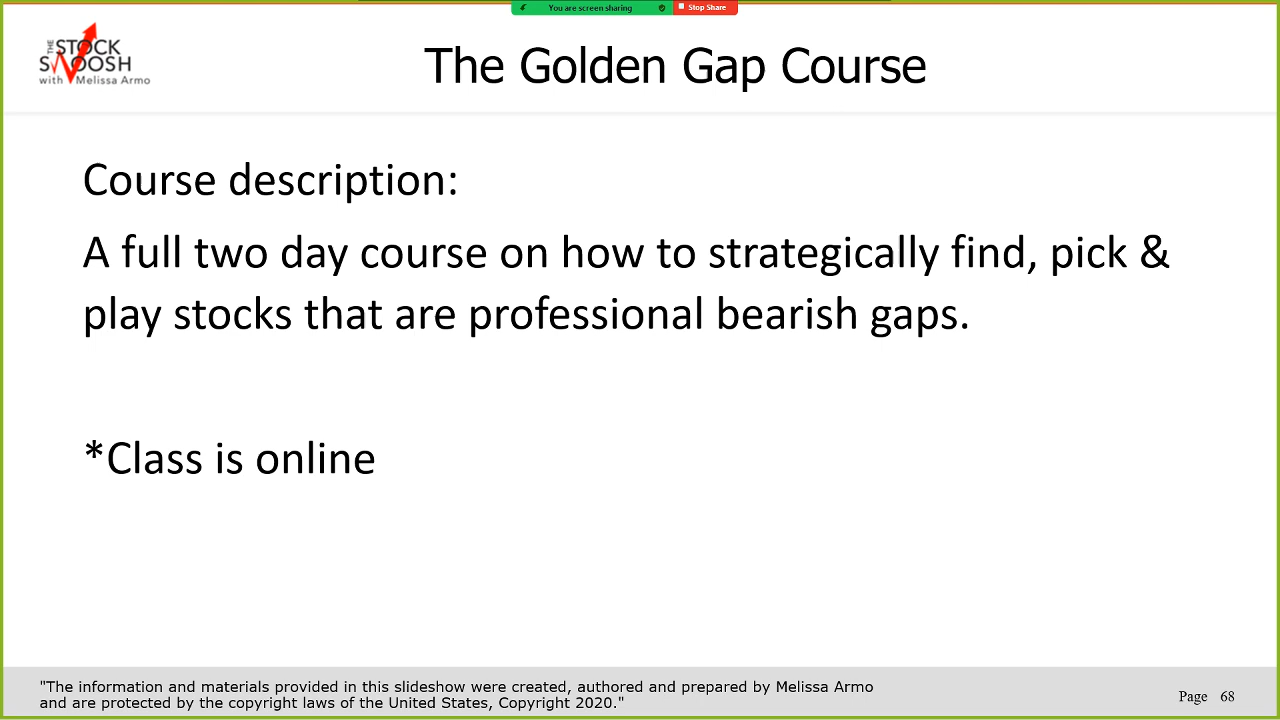 You are screen sharing
Stop Share
THE STOCK
SWOOSH
with Melissa Armo
The Golden Gap Course
Course description:
A full two day course on how to strategically find, pick &
play stocks that are professional bearish gaps.
*Class is online
"The information and materials provided in this slideshow were created, authored and prepared by Melissa Armo
and are protected by the copyright laws of the United States, Copyright 2020."
Page 68